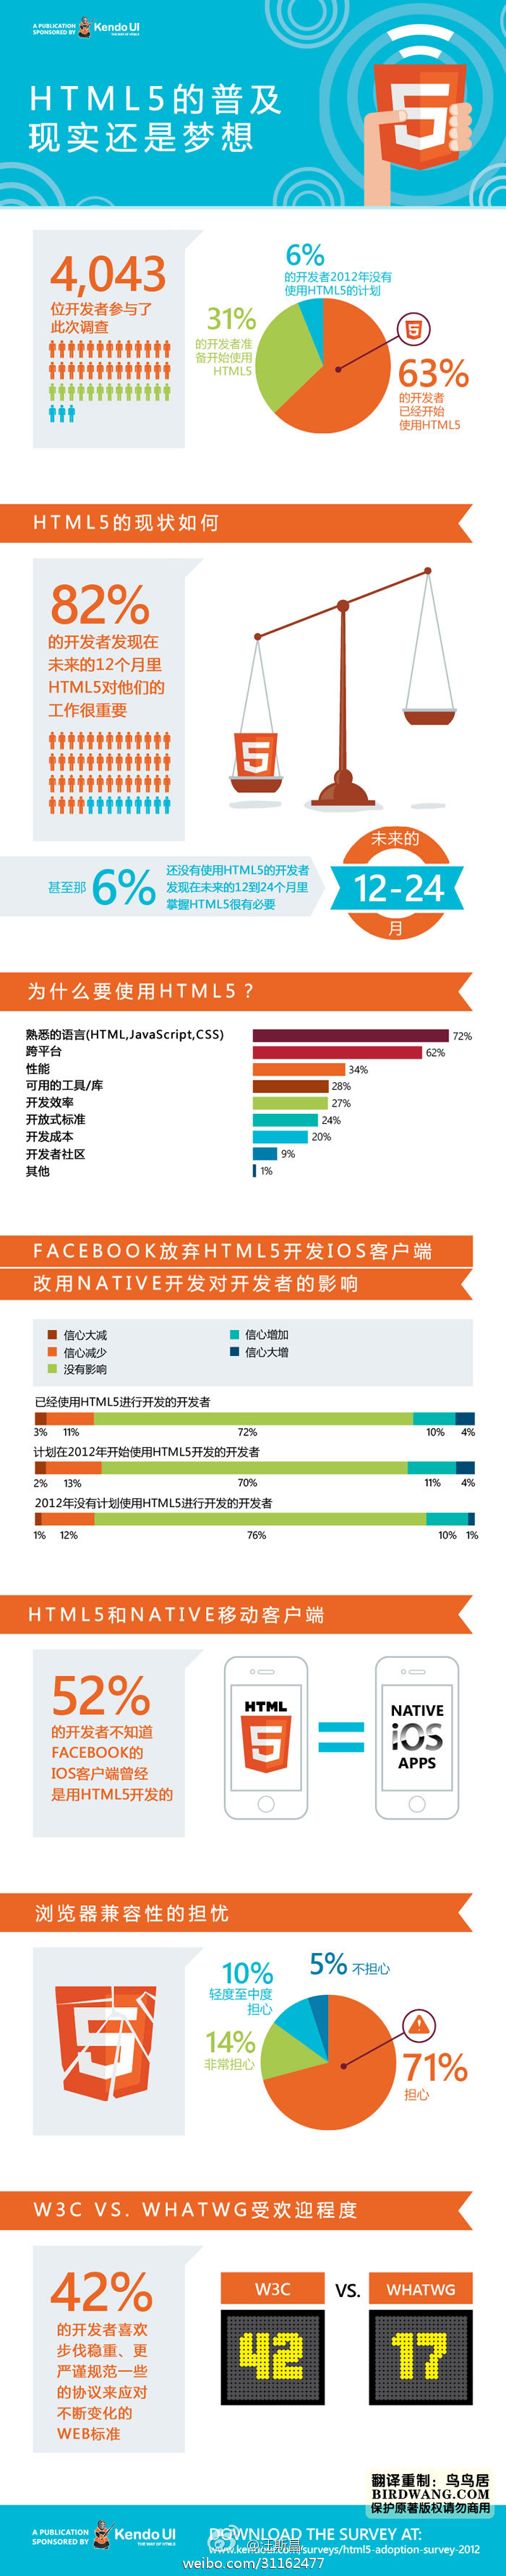 A PUBLICATION
SPONSORED BY
Kendo UI
THE WAY OF HTML5
HTML5的普及
现实还是梦想
4,043
位开发者参与了
此次调查
6%
的开发者2012年没有
使用HTML5的计划
31%
的开发者准
备开始使用
HTML5
63%
的开发者
已经开始
使用HTML5
HTML5的现状如何
82%
的开发者发现在
未来的12个月里
HTML5对他们的
工作很重要
甚至那 6%
还没有使用HTML5的开发者
发现在未来的12到24个月里
掌握HTML5很有必要
未来的
12-24
月
为什么要使用HTML5？
熟悉的语言(HTML,JavaScript,CSS) 72%
跨平台 62%
性能 34%
可用的工具/库 28%
开发效率 27%
开放式标准 24%
开发成本 20%
开发者社区 9%
其他 1%
FACEBOOK放弃HTML5开发IOS客户端
改用NATIVE开发对开发者的影响
信心大减 信心增加
信心减少 信心大增
没有影响
已经使用HTML5进行开发的开发者
3% 11% 72% 10% 4%
计划在2012年开始使用HTML5开发的开发者
2% 13% 70% 11% 4%
2012年没有计划使用HTML5进行开发的开发者
1% 12% 76% 10% 1%
HTML5和NATIVE移动客户端
52%
的开发者不知道
FACEBOOK的
IOS客户端曾经
是用HTML5开发的
HTML
5
NATIVE
iOS
APPS
浏览器兼容性的担忧
5
10%
轻度至中度
担心
5% 不担心
14%
非常担心
71%
担心
W3C VS. WHATWG受欢迎程度
42%
的开发者喜欢
步伐稳重、更
严谨规范一些
的协议来应对
不断变化的
WEB标准
W3C VS. WHATWG
42 17
翻译重制：鸟鸟居
BIRDWANG.COM
保护原著版权请勿商用
A PUBLICATION
SPONSORED BY
Kendo UI
THE WAY OF HTML5
DOWNLOAD THE SURVEY AT:
www.kendoui.com/surveys/html5-adoption-survey-2012
weibo.com/31162477